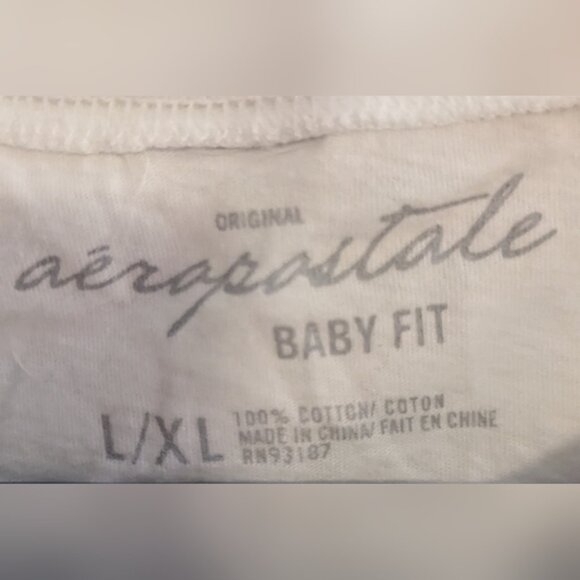 ORIGINAL
aéropostale
BABY FIT
L/XL
100% COTTON/ COTON
MADE IN CHINA/ FAIT EN CHINE
RN93187